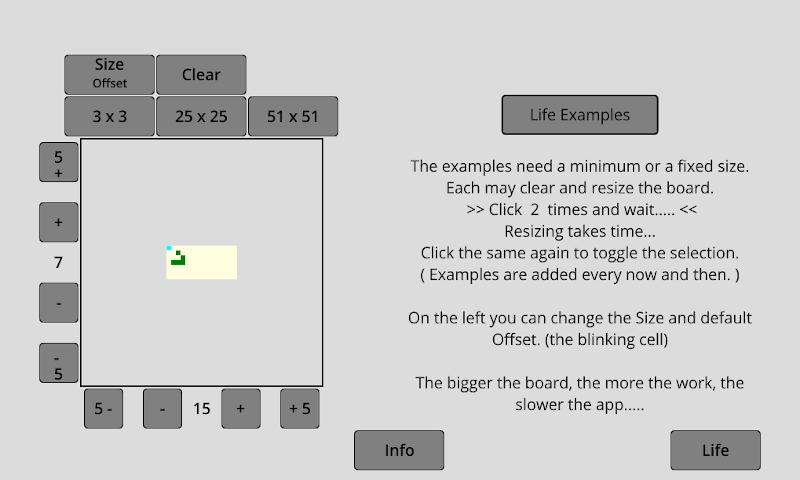 Size
Offset
Clear
3 x 3
25 x 25
51 x 51
5
+
+
7
-
-
5
5 -
-
15
+
+ 5
Life Examples
The examples need a minimum or a fixed size.
Each may clear and resize the board.
>> Click 2 times and wait..... <<
Resizing takes time...
Click the same again to toggle the selection.
( Examples are added every now and then. )
On the left you can change the Size and default
Offset. (the blinking cell)
The bigger the board, the more the work, the
slower the app.....
Info
Life